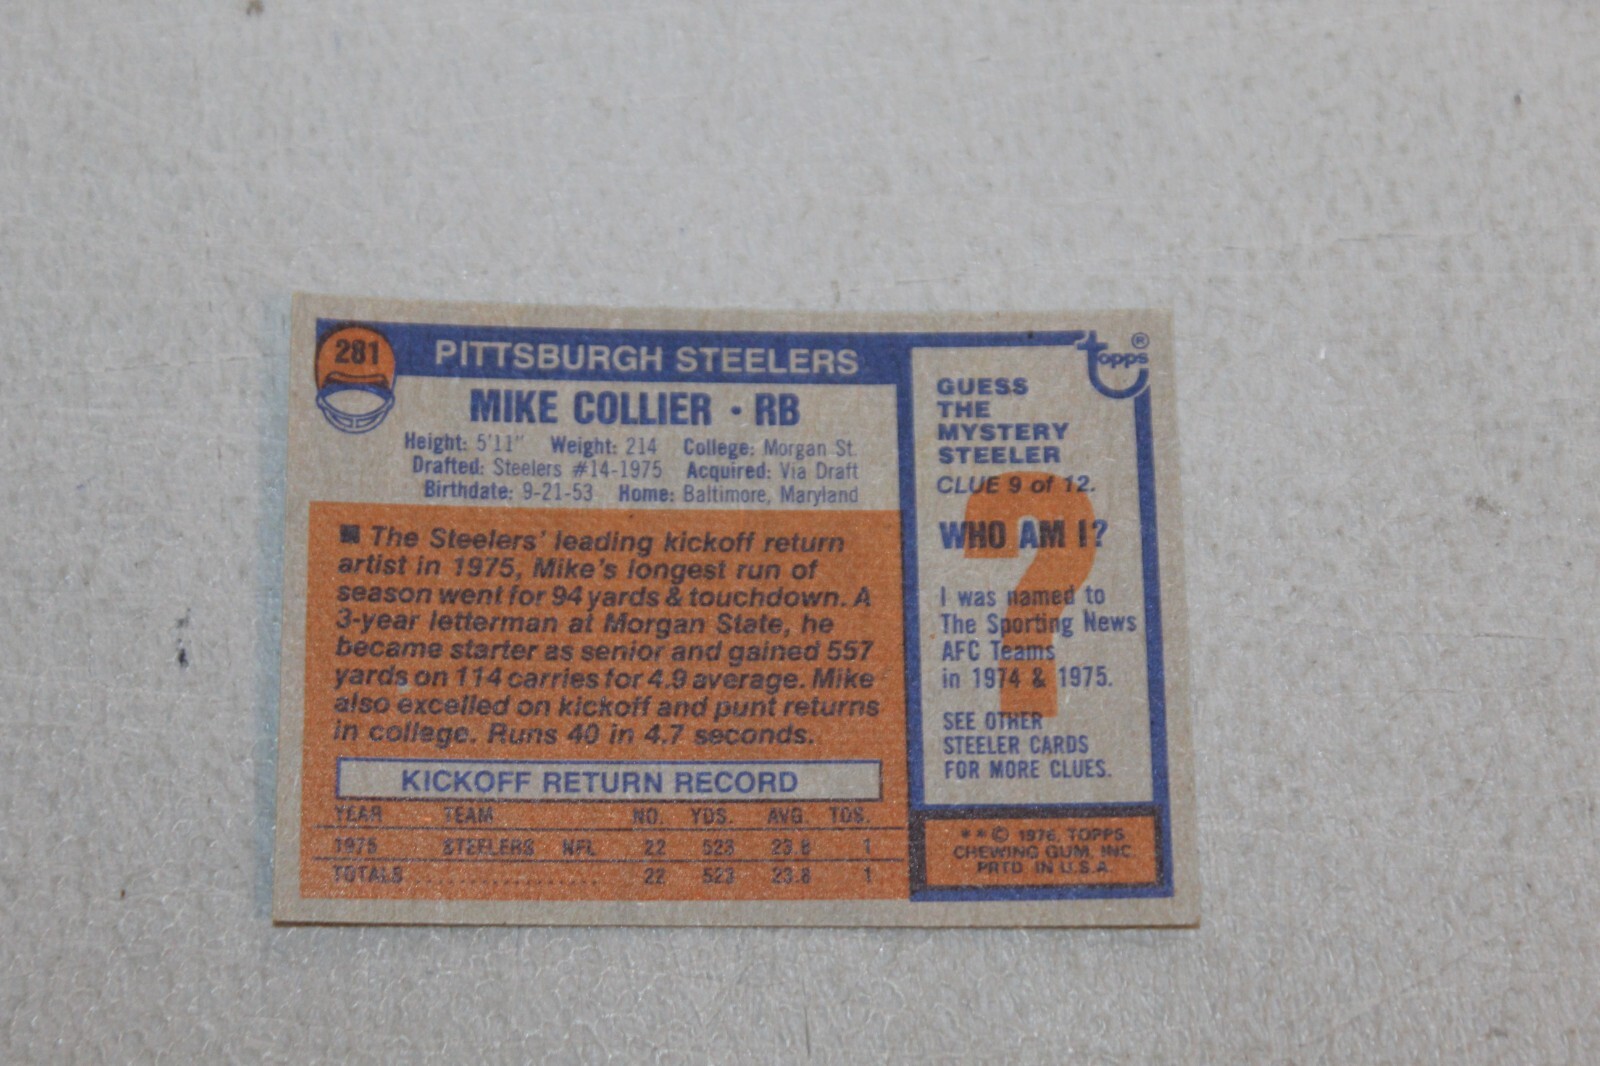 281
PITTSBURGH STEELERS
MIKE COLLIER • RB
Height: 5'11" Weight: 214 College: Morgan St.
Drafted: Steelers #14-1975 Acquired: Via Draft
Birthdate: 9-21-53 Home: Baltimore, Maryland
■ The Steelers' leading kickoff return
artist in 1975, Mike's longest run of
season went for 94 yards & touchdown. A
3-year letterman at Morgan State, he
became starter as senior and gained 557
yards on 114 carries for 4.9 average. Mike
also excelled on kickoff and punt returns
in college. Runs 40 in 4.7 seconds.
KICKOFF RETURN RECORD
YEAR TEAM NO. YDS. AVG. TDS.
1975 STEELERS NFL 22 523 23.8 1
TOTALS .................... 22 523 23.8 1
topps®
GUESS
THE
MYSTERY
STEELER
CLUE 9 of 12.
WHO AM I?
I was named to
The Sporting News
AFC Teams
in 1974 & 1975.
SEE OTHER
STEELER CARDS
FOR MORE CLUES.
?
**© 1976, TOPPS
CHEWING GUM, INC.
PRTD. IN U.S.A.